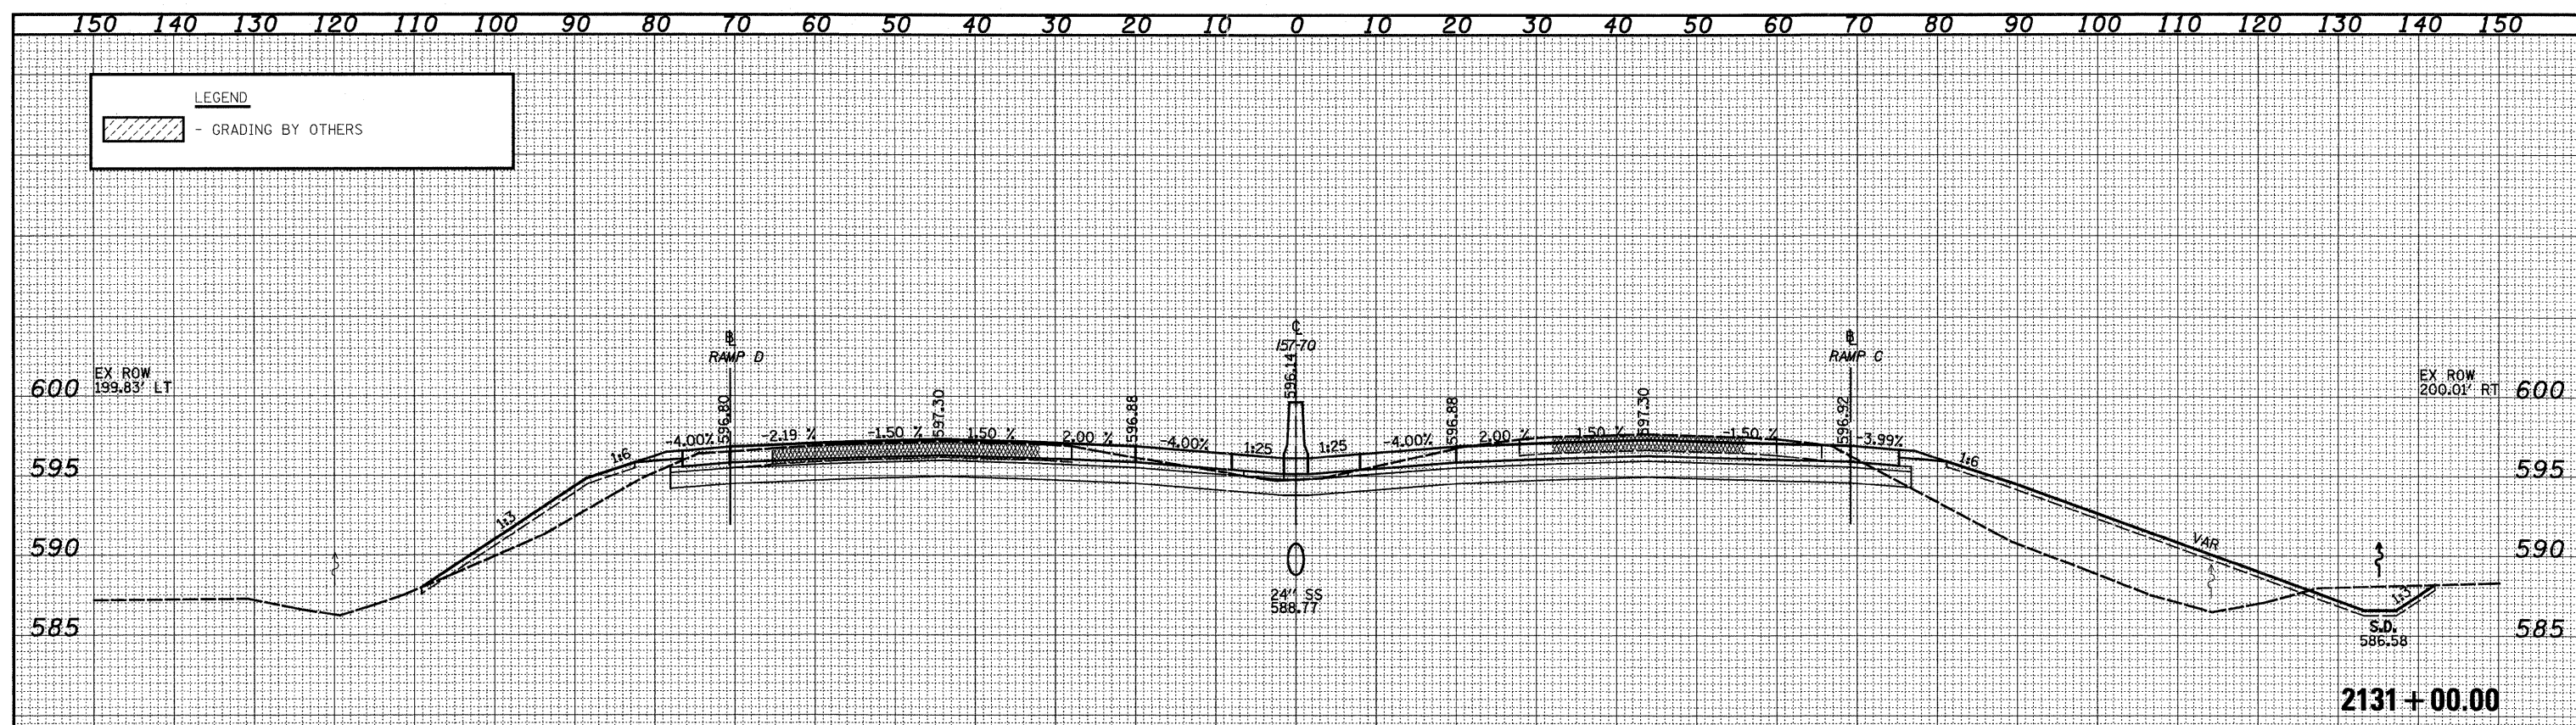 150 140 130 120 110 100 90 80 70 60 50 40 30 20 10 0 10 20 30 40 50 60 70 80 90 100 110 120 130 140 150
LEGEND
- GRADING BY OTHERS
℄
I57-70
596.14
BL
RAMP D
BL
RAMP C
EX ROW
199.83' LT
EX ROW
200.01' RT
600
600
596.80
597.30
596.88
596.88
597.30
596.92
1:6
-4.00%
-2.19 %
-1.50 %
1.50 %
2.00 %
-4.00%
1:25
1:25
-4.00%
2.00 %
1.50 %
-1.50 %
-3.99%
1:6
595
595
1:3
VAR
590
590
24" SS
588.77
1:3
585
585
S.D.
586.58
2131+00.00